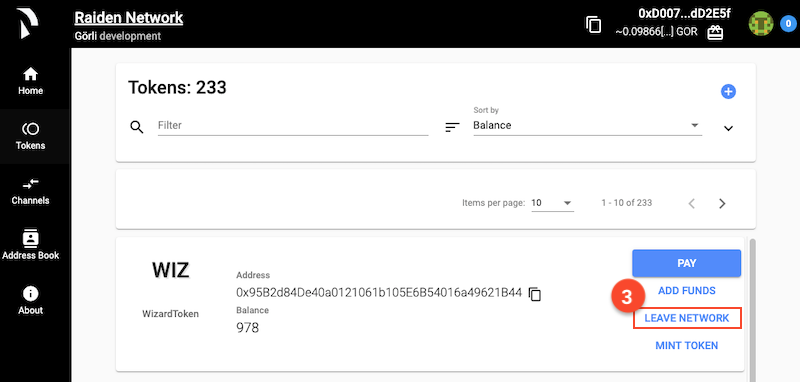 Raiden Network
Görli development
0xD007...dD2E5f
~0.09866[...] GOR
0
Home
Tokens
Channels
Address Book
About
Tokens: 233
Filter
Sort by
Balance
Items per page: 10
1 - 10 of 233
WIZ
WizardToken
Address
0x95B2d84De40a0121061b105E6B54016a49621B44
Balance
978
PAY
ADD FUNDS
3
LEAVE NETWORK
MINT TOKEN